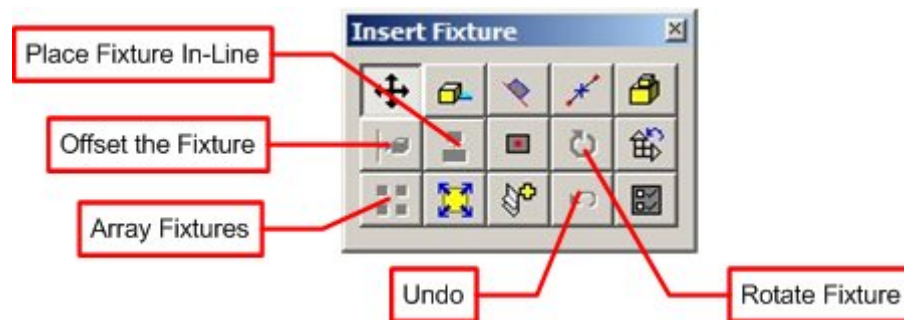 Insert Fixture
Place Fixture In-Line
Offset the Fixture
Array Fixtures
Undo
Rotate Fixture